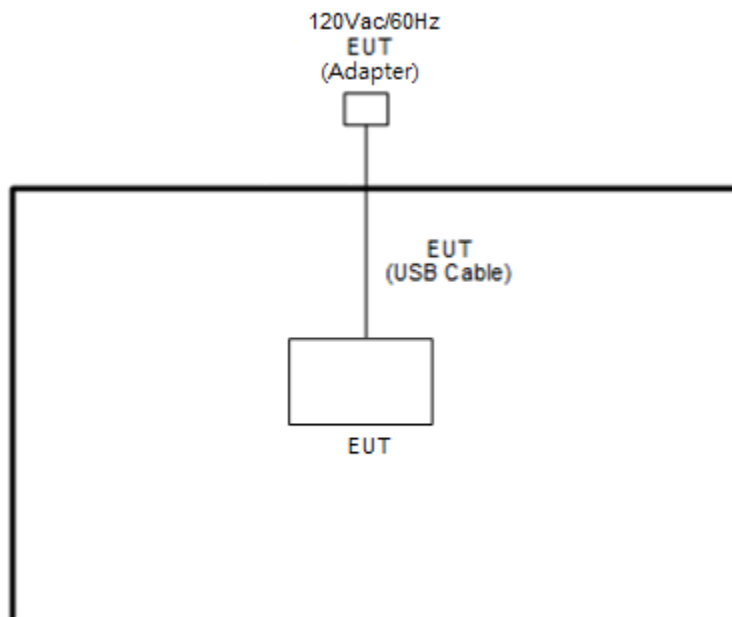 120Vac/60Hz
EUT
(Adapter)
EUT
(USB Cable)
EUT